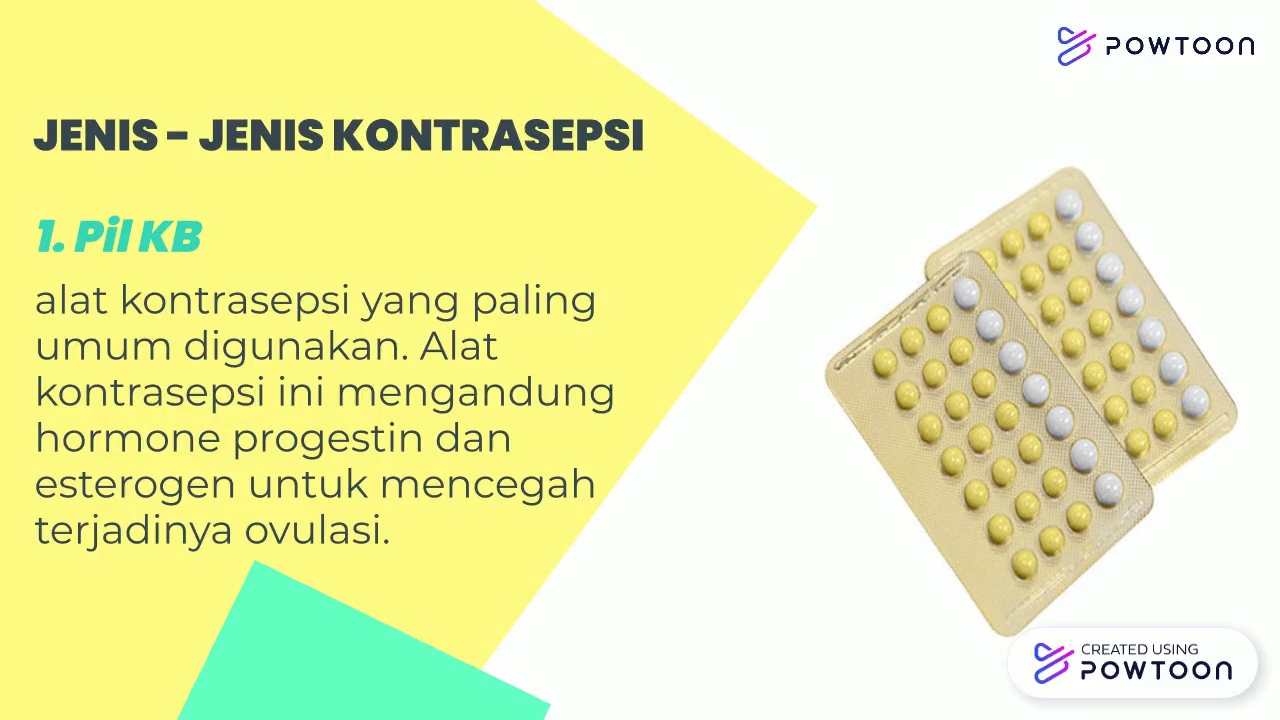 POWTOON
JENIS - JENIS KONTRASEPSI
1. Pil KB
alat kontrasepsi yang paling
umum digunakan. Alat
kontrasepsi ini mengandung
hormone progestin dan
esterogen untuk mencegah
terjadinya ovulasi.
CREATED USING
POWTOON